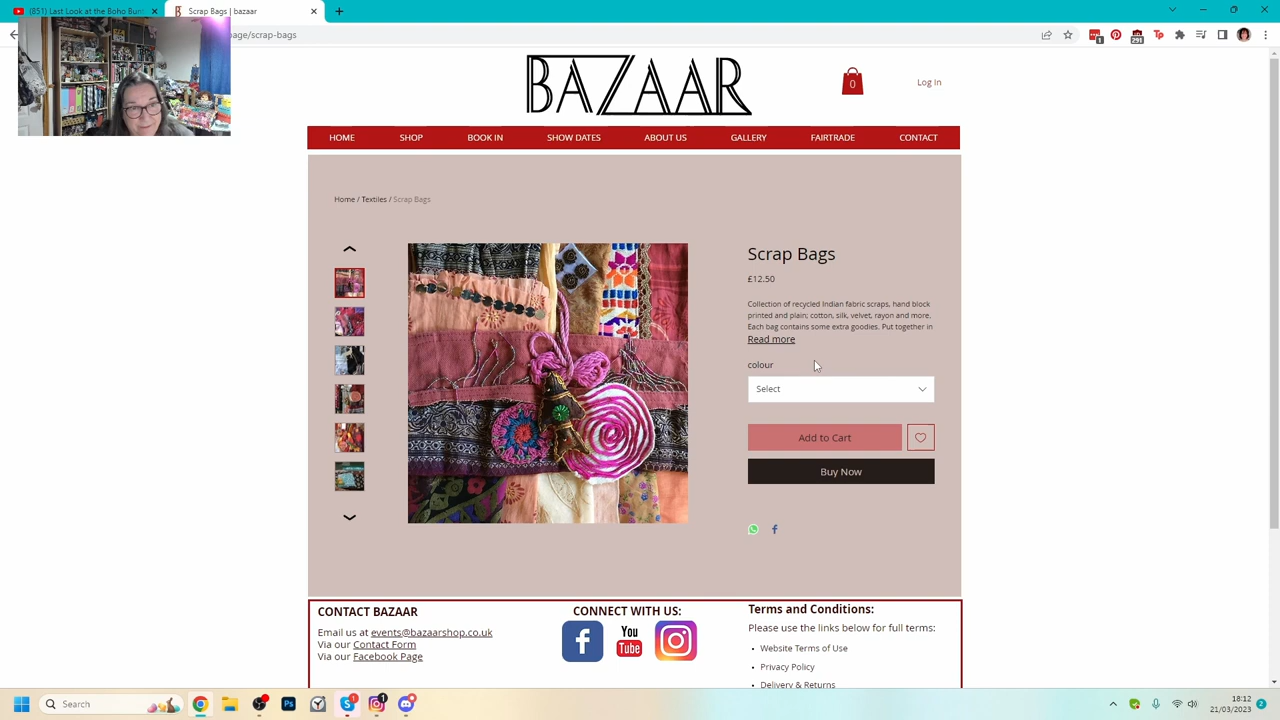 (851) Last Look at the Boho Bun
Scrap Bags | bazaar
age/scrap-bags
1
291
BAZAAR
0
Log In
HOME
SHOP
BOOK IN
SHOW DATES
ABOUT US
GALLERY
FAIRTRADE
CONTACT
Home / Textiles / Scrap Bags
Scrap Bags
£12.50
Collection of recycled Indian fabric scraps, hand block
printed and plain; cotton, silk, velvet, rayon and more.
Each bag contains some extra goodies. Put together in
Read more
colour
Select
Add to Cart
Buy Now
CONTACT BAZAAR
Email us at events@bazaarshop.co.uk
Via our Contact Form
Via our Facebook Page
CONNECT WITH US:
You
Tube
Terms and Conditions:
Please use the links below for full terms:
Website Terms of Use
Privacy Policy
Delivery & Returns
Search
Ps
1
1
18:12
21/03/2023
2